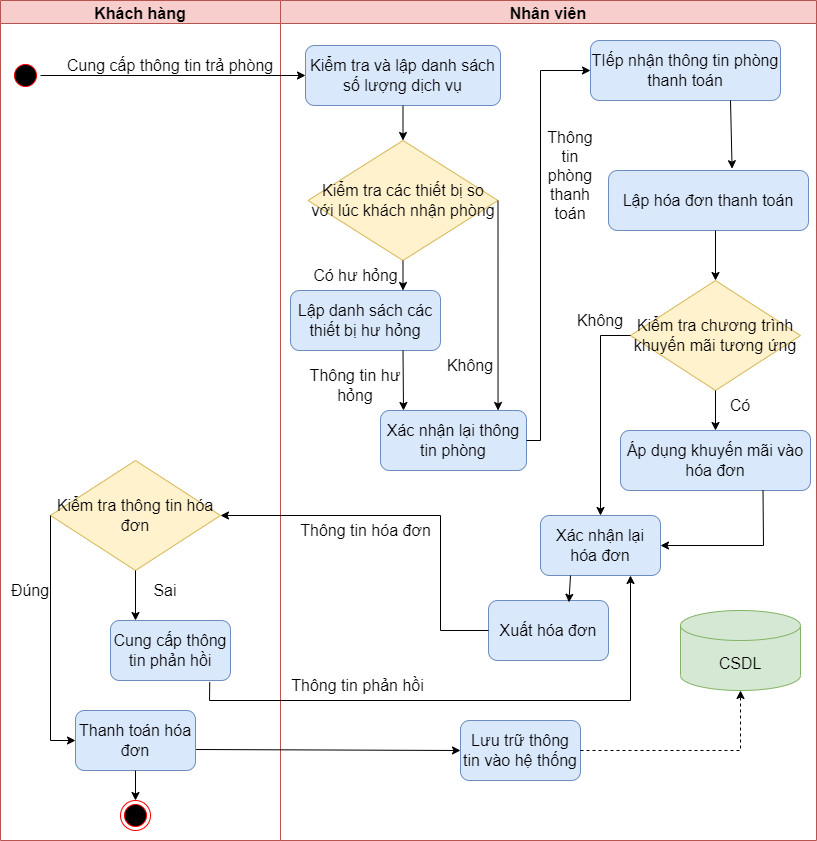 Khách hàng
Nhân viên
Cung cấp thông tin trả phòng
Kiểm tra và lập danh sách
số lượng dịch vụ
TIếp nhận thông tin phòng
thanh toán
Thông
tin
phòng
thanh
toán
Kiểm tra các thiết bị so
với lúc khách nhận phòng
Lập hóa đơn thanh toán
Có hư hỏng
Lập danh sách các
thiết bị hư hỏng
Không
Kiểm tra chương trình
khuyến mãi tương ứng
Thông tin hư
hỏng
Không
Có
Xác nhận lại thông
tin phòng
Áp dụng khuyến mãi vào
hóa đơn
Kiểm tra thông tin hóa
đơn
Thông tin hóa đơn
Xác nhận lại
hóa đơn
Đúng
Sai
Xuất hóa đơn
Cung cấp thông
tin phản hồi
CSDL
Thông tin phản hồi
Thanh toán hóa
đơn
Lưu trữ thông
tin vào hệ thống